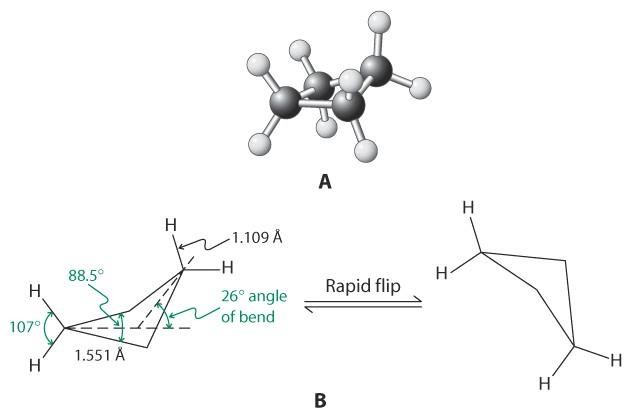 A
H
1.109 Å
H
88.5°
H
26° angle
of bend
107°
1.551 Å
H
Rapid flip
H
H
H
H
B